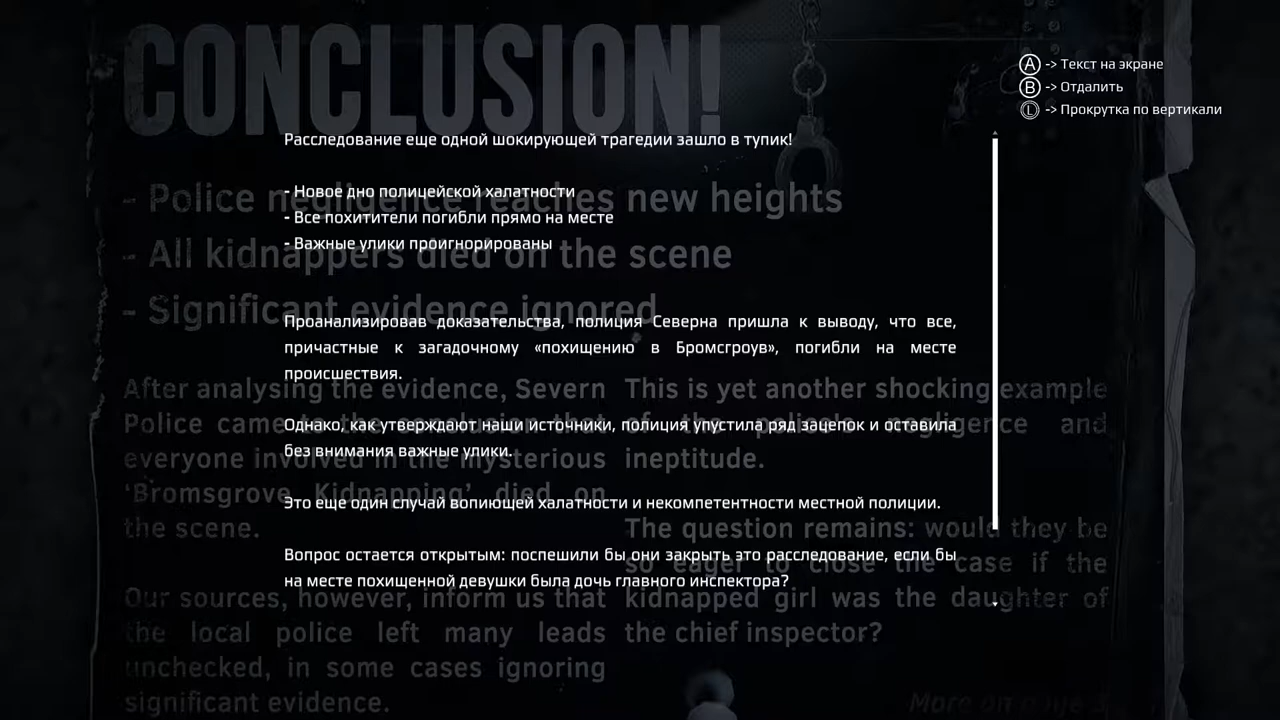 CONCLUSION!
Ⓐ -> Текст на экране
Ⓑ -> Отдалить
Ⓛ -> Прокрутка по вертикали
Расследование еще одной шокирующей трагедии зашло в тупик!
- Новое дно полицейской халатности
- Все похитители погибли прямо на месте
- Важные улики проигнорированы
Проанализировав доказательства, полиция Северна пришла к выводу, что все,
причастные к загадочному «похищению в Бромсгроув», погибли на месте
происшествия.
Однако, как утверждают наши источники, полиция упустила ряд зацепок и оставила
без внимания важные улики.
Это еще один случай вопиющей халатности и некомпетентности местной полиции.
Вопрос остается открытым: поспешили бы они закрыть это расследование, если бы
на месте похищенной девушки была дочь главного инспектора?
- Police negligence reaches new heights
- All kidnappers died on the scene
- Significant evidence ignored
After analysing the evidence, Severn
Police came to the conclusion that
everyone involved in the mysterious
‘Bromsgrove Kidnapping’ died on
the scene.
Our sources, however, inform us that
the local police left many leads
unchecked, in some cases ignoring
significant evidence.
This is yet another shocking example
of the police's negligence and
ineptitude.
The question remains: would they be
so eager to close the case if the
kidnapped girl was the daughter of
the chief inspector?
More on page